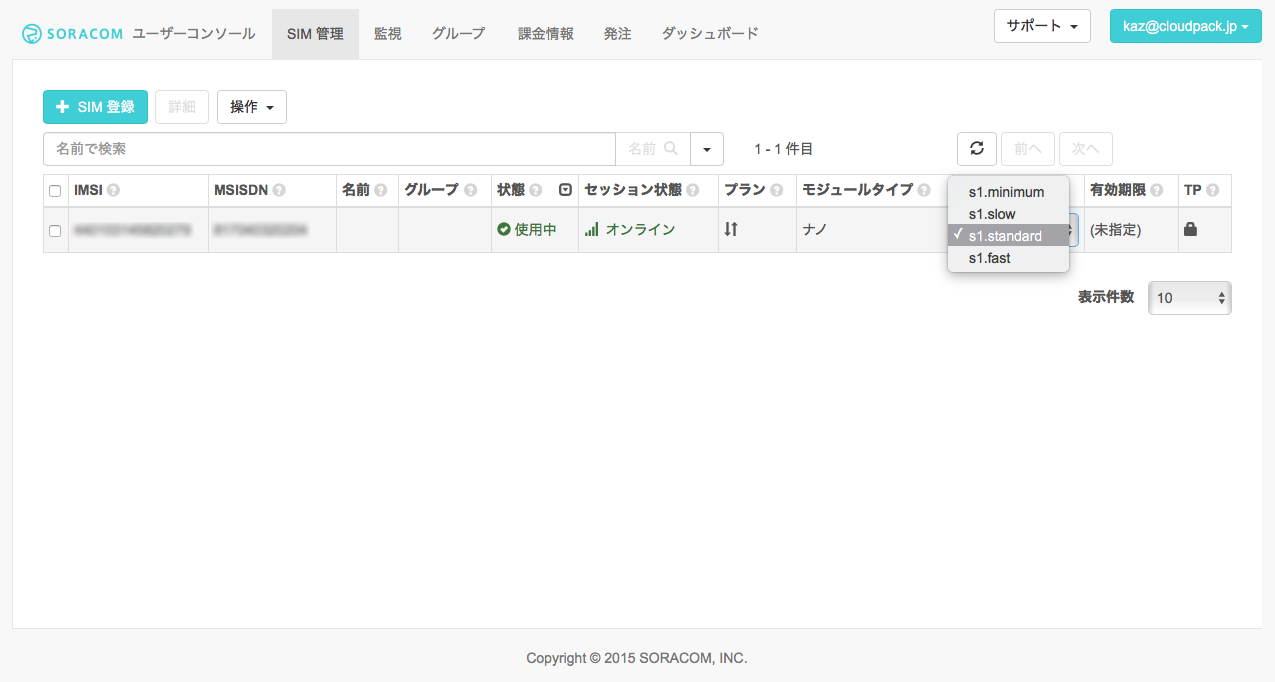 SORACOM ユーザーコンソール SIM 管理 監視 グループ 課金情報 発注 ダッシュボード サポート kaz@cloudpack.jp
SIM 登録 詳細 操作
名前で検索 名前 1 - 1 件目 前へ 次へ
IMSI MSISDN 名前 グループ 状態 セッション状態 プラン モジュールタイプ 有効期限 TP
使用中 オンライン ナノ (未指定)
s1.minimum
s1.slow
✓ s1.standard
s1.fast
表示件数 10
Copyright © 2015 SORACOM, INC.